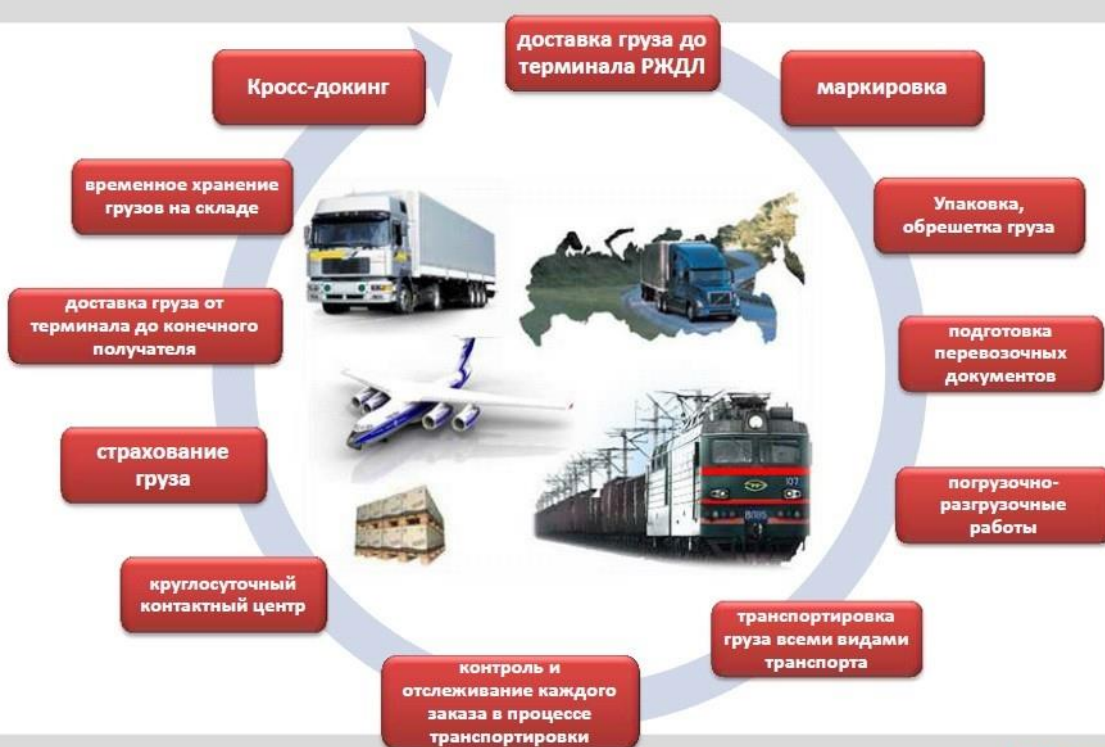 доставка груза до
терминала РЖДЛ
маркировка
Упаковка,
обрешетка груза
подготовка
перевозочных
документов
погрузочно-
разгрузочные
работы
транспортировка
груза всеми видами
транспорта
контроль и
отслеживание каждого
заказа в процессе
транспортировки
круглосуточный
контактный центр
страхование
груза
доставка груза от
терминала до конечного
получателя
временное хранение
грузов на складе
Кросс-докинг
107